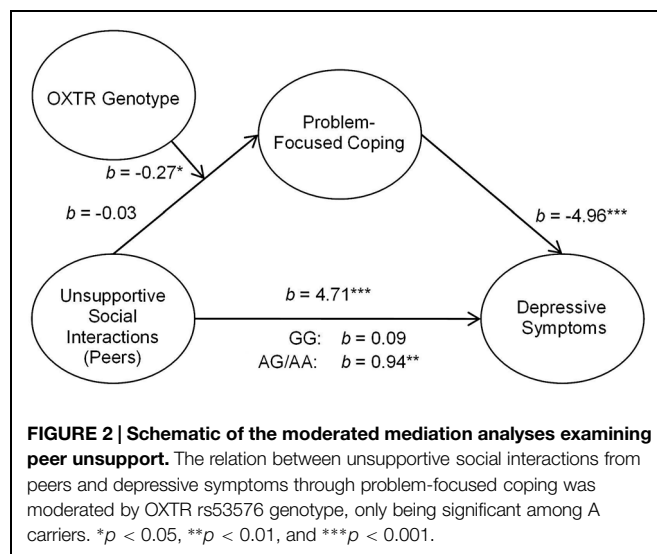 OXTR Genotype
Problem-
Focused Coping
b = -0.27*
b = -0.03
b = -4.96***
Unsupportive
Social
Interactions
(Peers)
b = 4.71***
GG: b = 0.09
AG/AA: b = 0.94**
Depressive
Symptoms
FIGURE 2 | Schematic of the moderated mediation analyses examining
peer unsupport. The relation between unsupportive social interactions from
peers and depressive symptoms through problem-focused coping was
moderated by OXTR rs53576 genotype, only being significant among A
carriers. *p < 0.05, **p < 0.01, and ***p < 0.001.